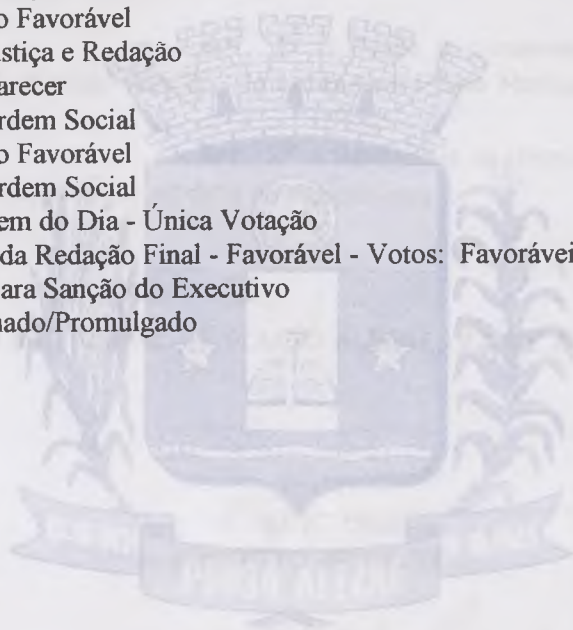 o Favorável
stiça e Redação
arecer
rdem Social
o Favorável
rdem Social
em do Dia - Única Votação
da Redação Final - Favorável - Votos: Favorávei
ara Sanção do Executivo
nado/Promulgado